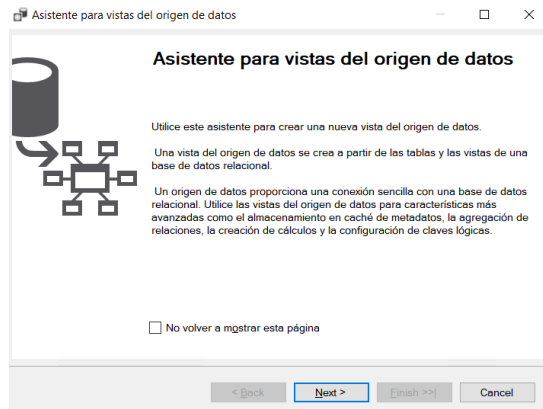 Asistente para vistas del origen de datos
Asistente para vistas del origen de datos
Utilice este asistente para crear una nueva vista del origen de datos.
Una vista del origen de datos se crea a partir de las tablas y las vistas de una
base de datos relacional.
Un origen de datos proporciona una conexión sencilla con una base de datos
relacional. Utilice las vistas del origen de datos para características más
avanzadas como el almacenamiento en caché de metadatos, la agregación de
relaciones, la creación de cálculos y la configuración de claves lógicas.
No volver a mostrar esta página
< Back Next > Finish >>| Cancel